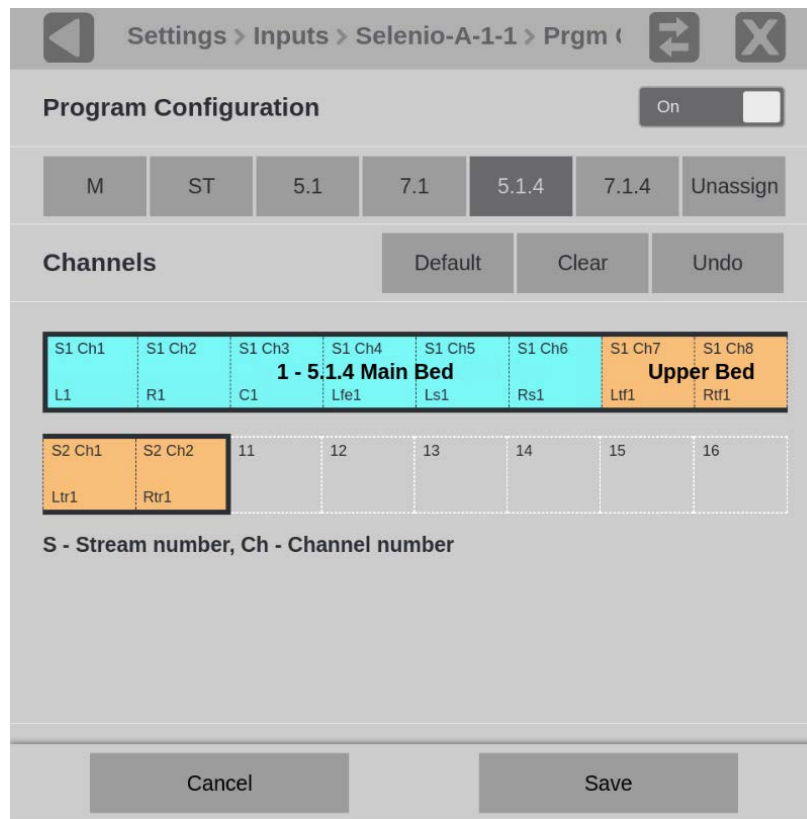 Settings > Inputs > Selenio-A-1-1 > Prgm (
Program Configuration
On
M ST 5.1 7.1 5.1.4 7.1.4 Unassign
Channels Default Clear Undo
S1 Ch1 S1 Ch2 S1 Ch3 S1 Ch4 S1 Ch5 S1 Ch6 S1 Ch7 S1 Ch8
1 - 5.1.4 Main Bed Upper Bed
L1 R1 C1 Lfe1 Ls1 Rs1 Ltf1 Rtf1
S2 Ch1 S2 Ch2 11 12 13 14 15 16
Ltr1 Rtr1
S - Stream number, Ch - Channel number
Cancel Save